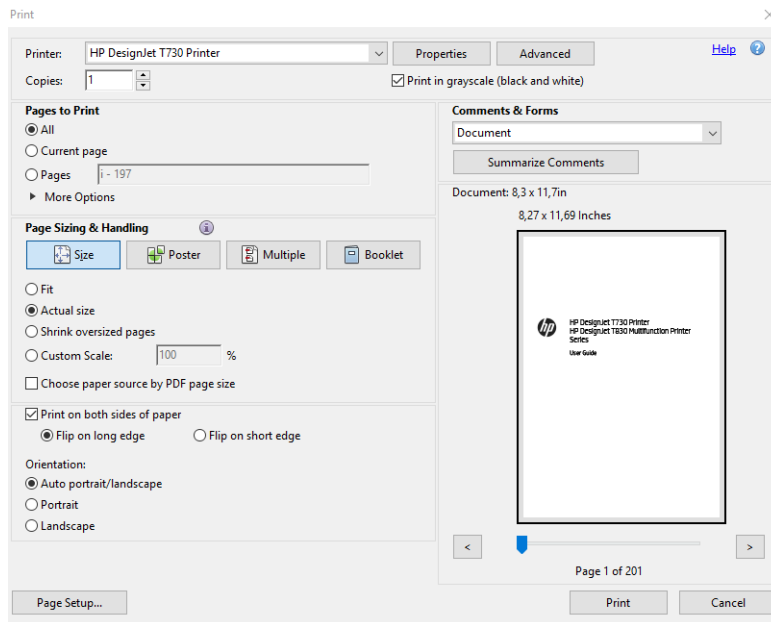 Print
Printer: HP DesignJet T730 Printer Properties Advanced Help ?
Copies: 1 Print in grayscale (black and white)
Pages to Print
All
Current page
Pages i - 197
More Options
Comments & Forms
Document
Summarize Comments
Page Sizing & Handling i
Size Poster Multiple Booklet
Fit
Actual size
Shrink oversized pages
Custom Scale: 100 %
Choose paper source by PDF page size
Print on both sides of paper
Flip on long edge Flip on short edge
Orientation:
Auto portrait/landscape
Portrait
Landscape
Document: 8,3 x 11,7in
8,27 x 11,69 Inches
hp
HP DesignJet T730 Printer
HP DesignJet T830 Multifunction Printer
Series
User Guide
< >
Page 1 of 201
Page Setup... Print Cancel